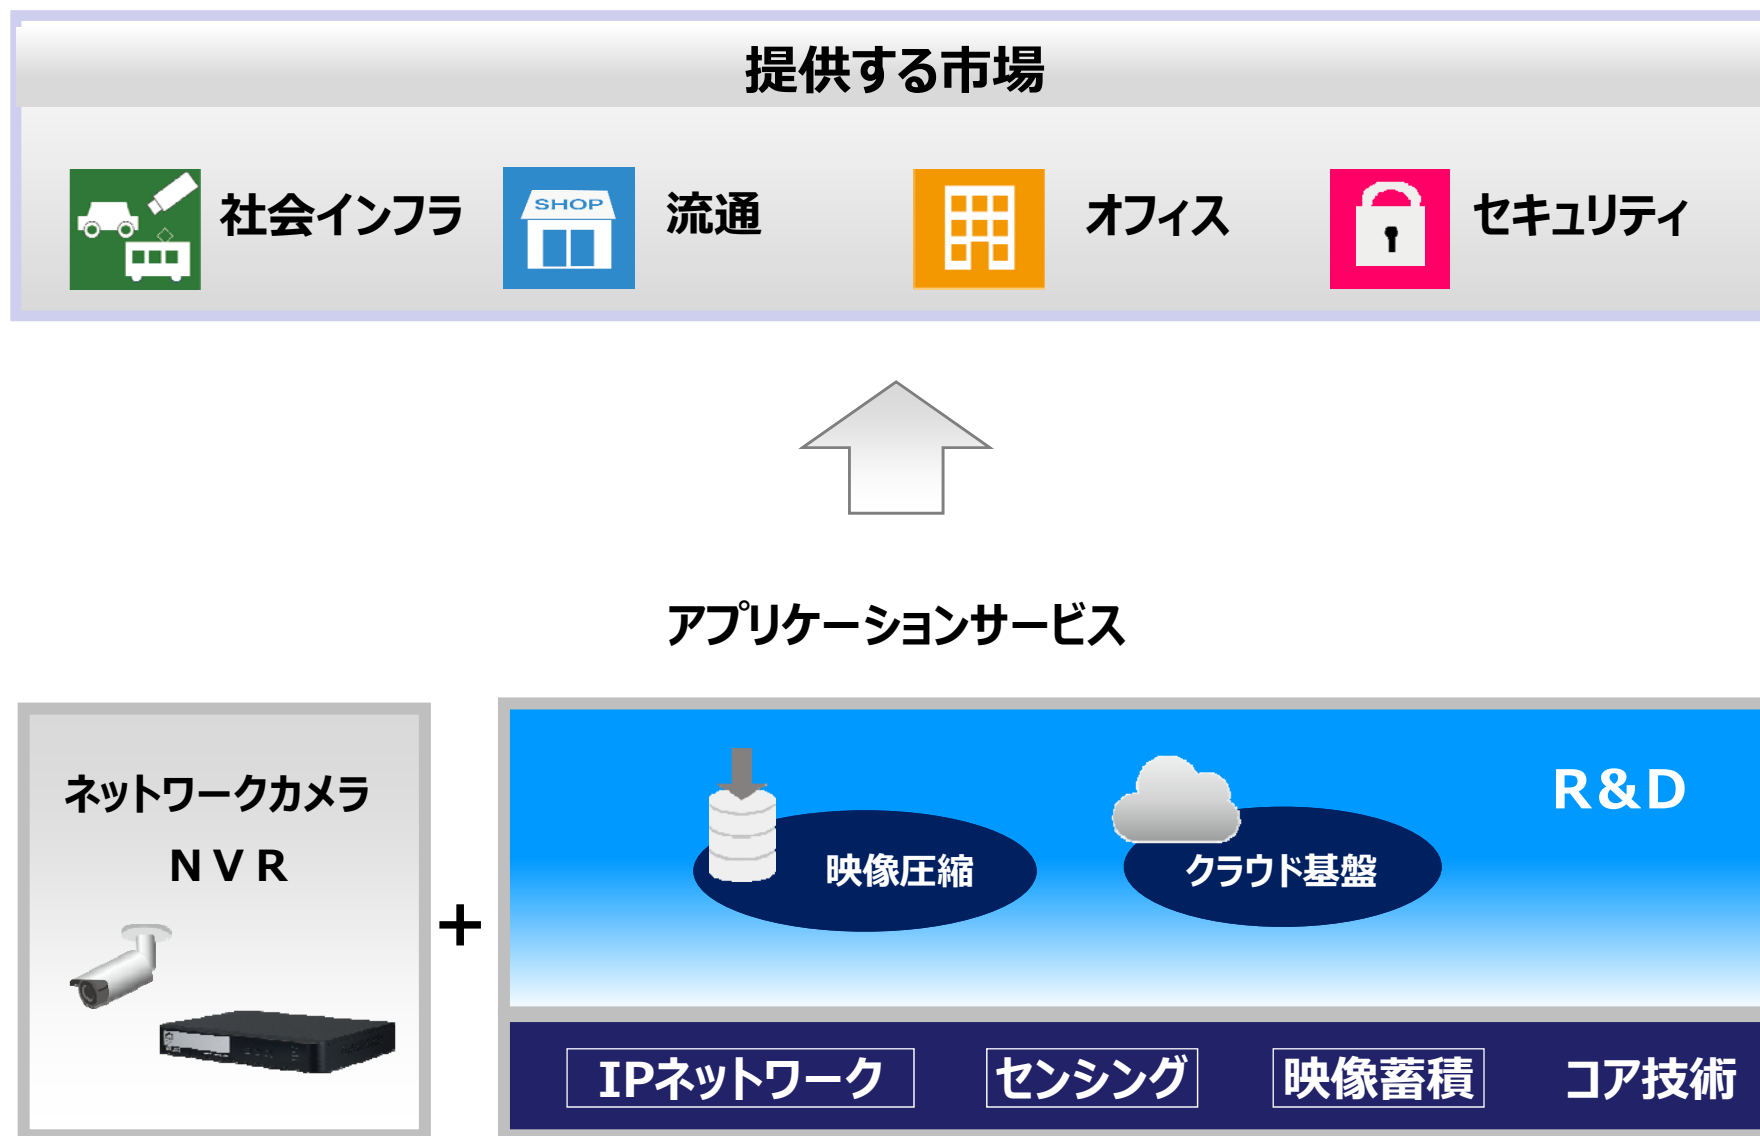 提供する市場
社会インフラ
SHOP
流通
オフィス
セキュリティ
アプリケーションサービス
ネットワークカメラ
NVR
+
R&D
映像圧縮
クラウド基盤
IPネットワーク
センシング
映像蓄積
コア技術